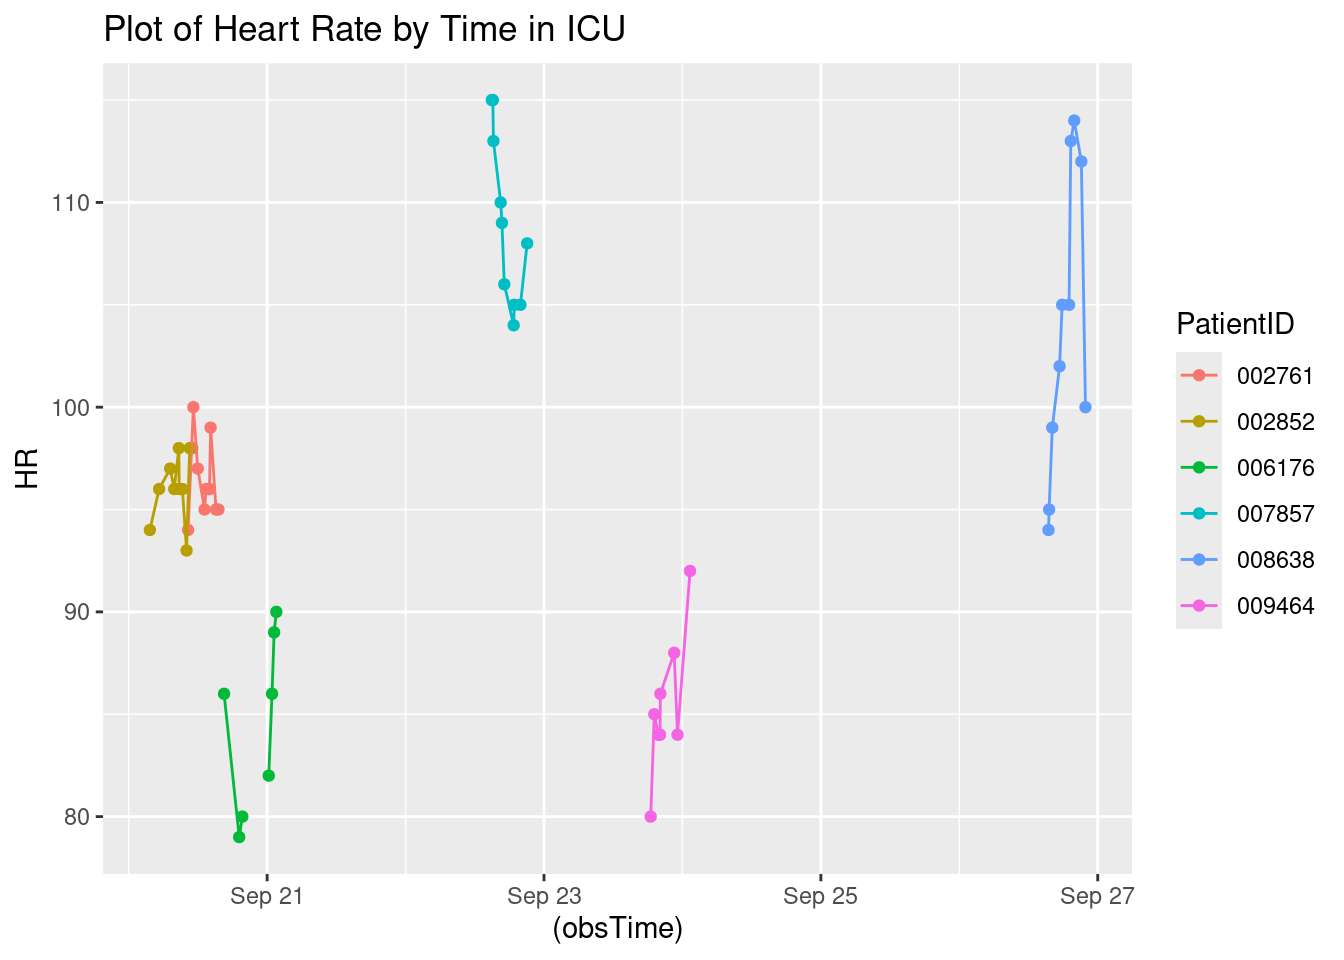 Plot of Heart Rate by Time in ICU
HR
110
100
90
80
Sep 21
Sep 23
Sep 25
Sep 27
(obsTime)
PatientID
002761
002852
006176
007857
008638
009464